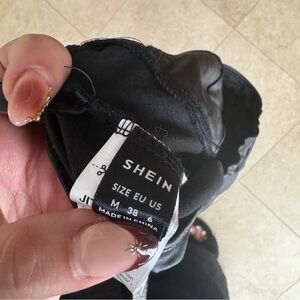 SHEIN
SIZE EU US
M 38 6
MADE IN CHINA